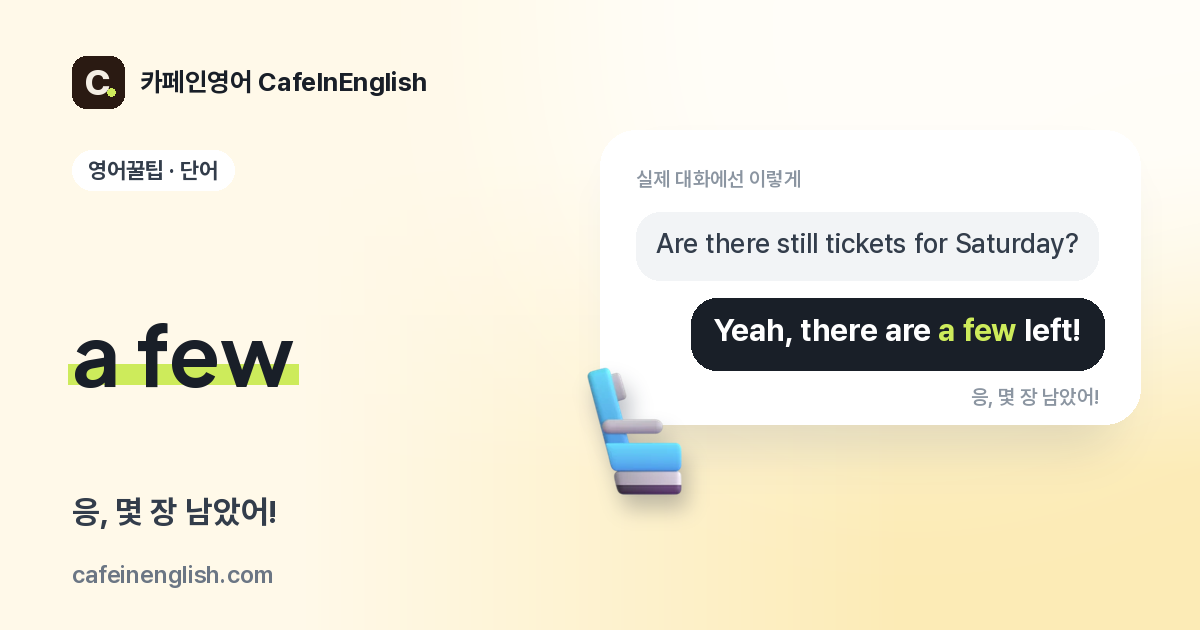 C
카페인영어 CafeInEnglish
영어꿀팁 · 단어
a few
응, 몇 장 남았어!
cafeinenglish.com
실제 대화에선 이렇게
Are there still tickets for Saturday?
Yeah, there are a few left!
응, 몇 장 남았어!